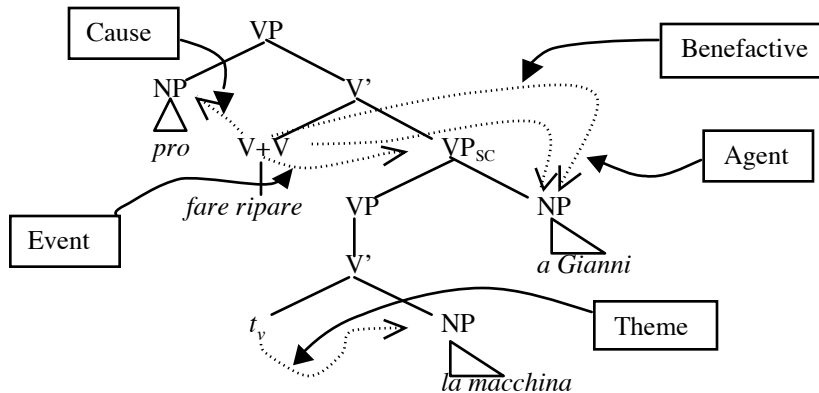 Cause
VP
Benefactive
NP
V'
pro
V+V
VP_SC
Agent
fare ripare
VP
NP
Event
a Gianni
V'
t_v
NP
Theme
la macchina